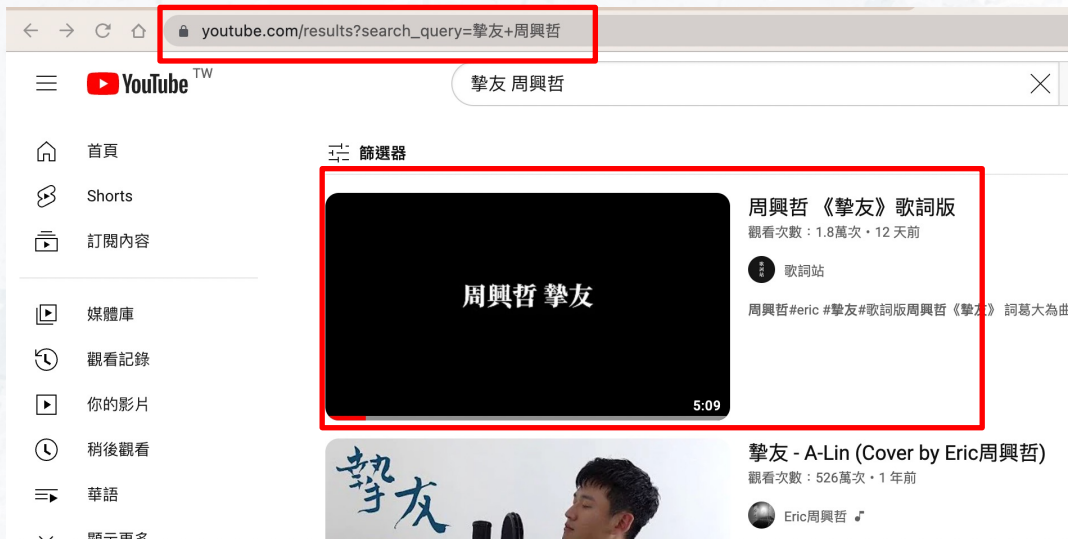 youtube.com/results?search_query=摯友+周興哲
YouTube TW
摯友 周興哲
首頁
Shorts
訂閱內容
媒體庫
觀看記錄
你的影片
稍後觀看
華語
顯示更多
篩選器
周興哲 摯友
5:09
周興哲 《摯友》歌詞版
觀看次數：1.8萬次・12 天前
歌詞站
周興哲#eric #摯友#歌詞版周興哲《摯友》 詞葛大為曲
摯友
摯友 - A-Lin (Cover by Eric周興哲)
觀看次數：526萬次・1 年前
Eric周興哲